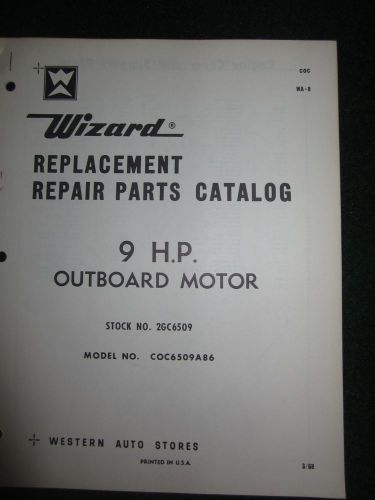 COC
WA-8
W
Wizard®
REPLACEMENT
REPAIR PARTS CATALOG
9 H.P.
OUTBOARD MOTOR
STOCK NO. 2GC6509
MODEL NO. COC6509A86
WESTERN AUTO STORES
PRINTED IN U.S.A.